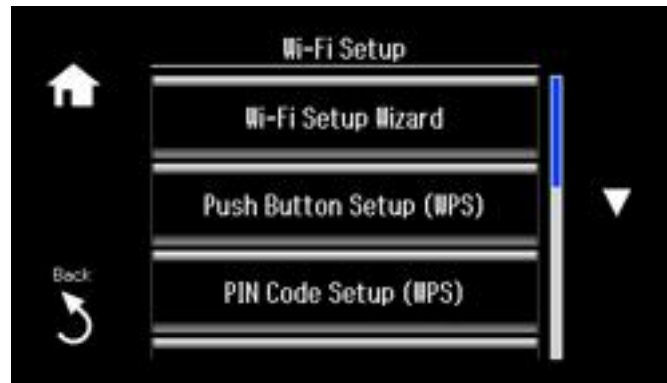 Wi-Fi Setup
Wi-Fi Setup Wizard
Push Button Setup (WPS)
Back
PIN Code Setup (WPS)